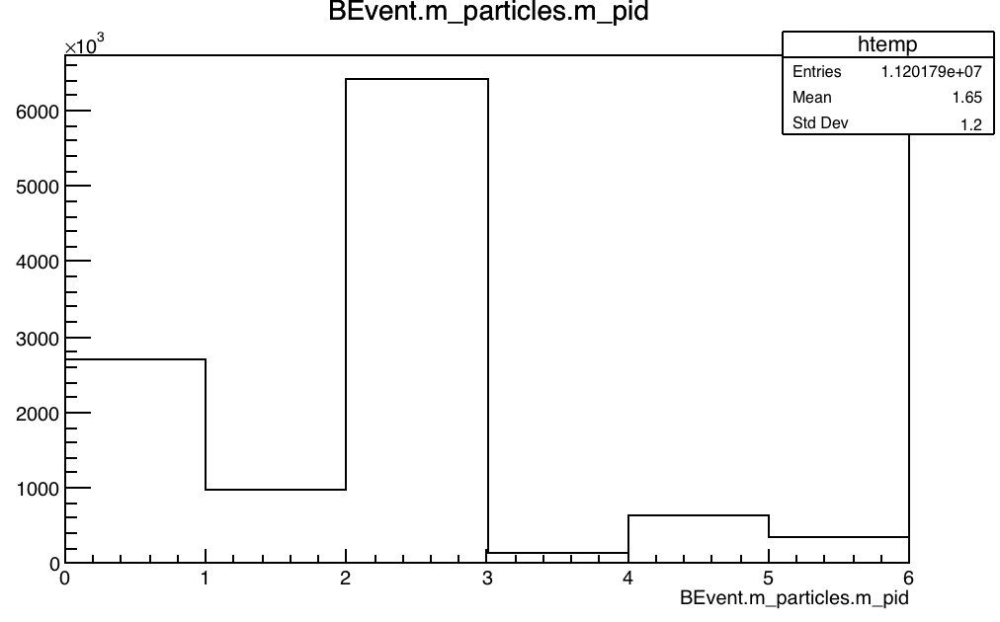 BEvent.m_particles.m_pid
×10³
htemp
Entries 1.120179e+07
Mean 1.65
Std Dev 1.2
6000
5000
4000
3000
2000
1000
0
0 1 2 3 4 5 6
BEvent.m_particles.m_pid